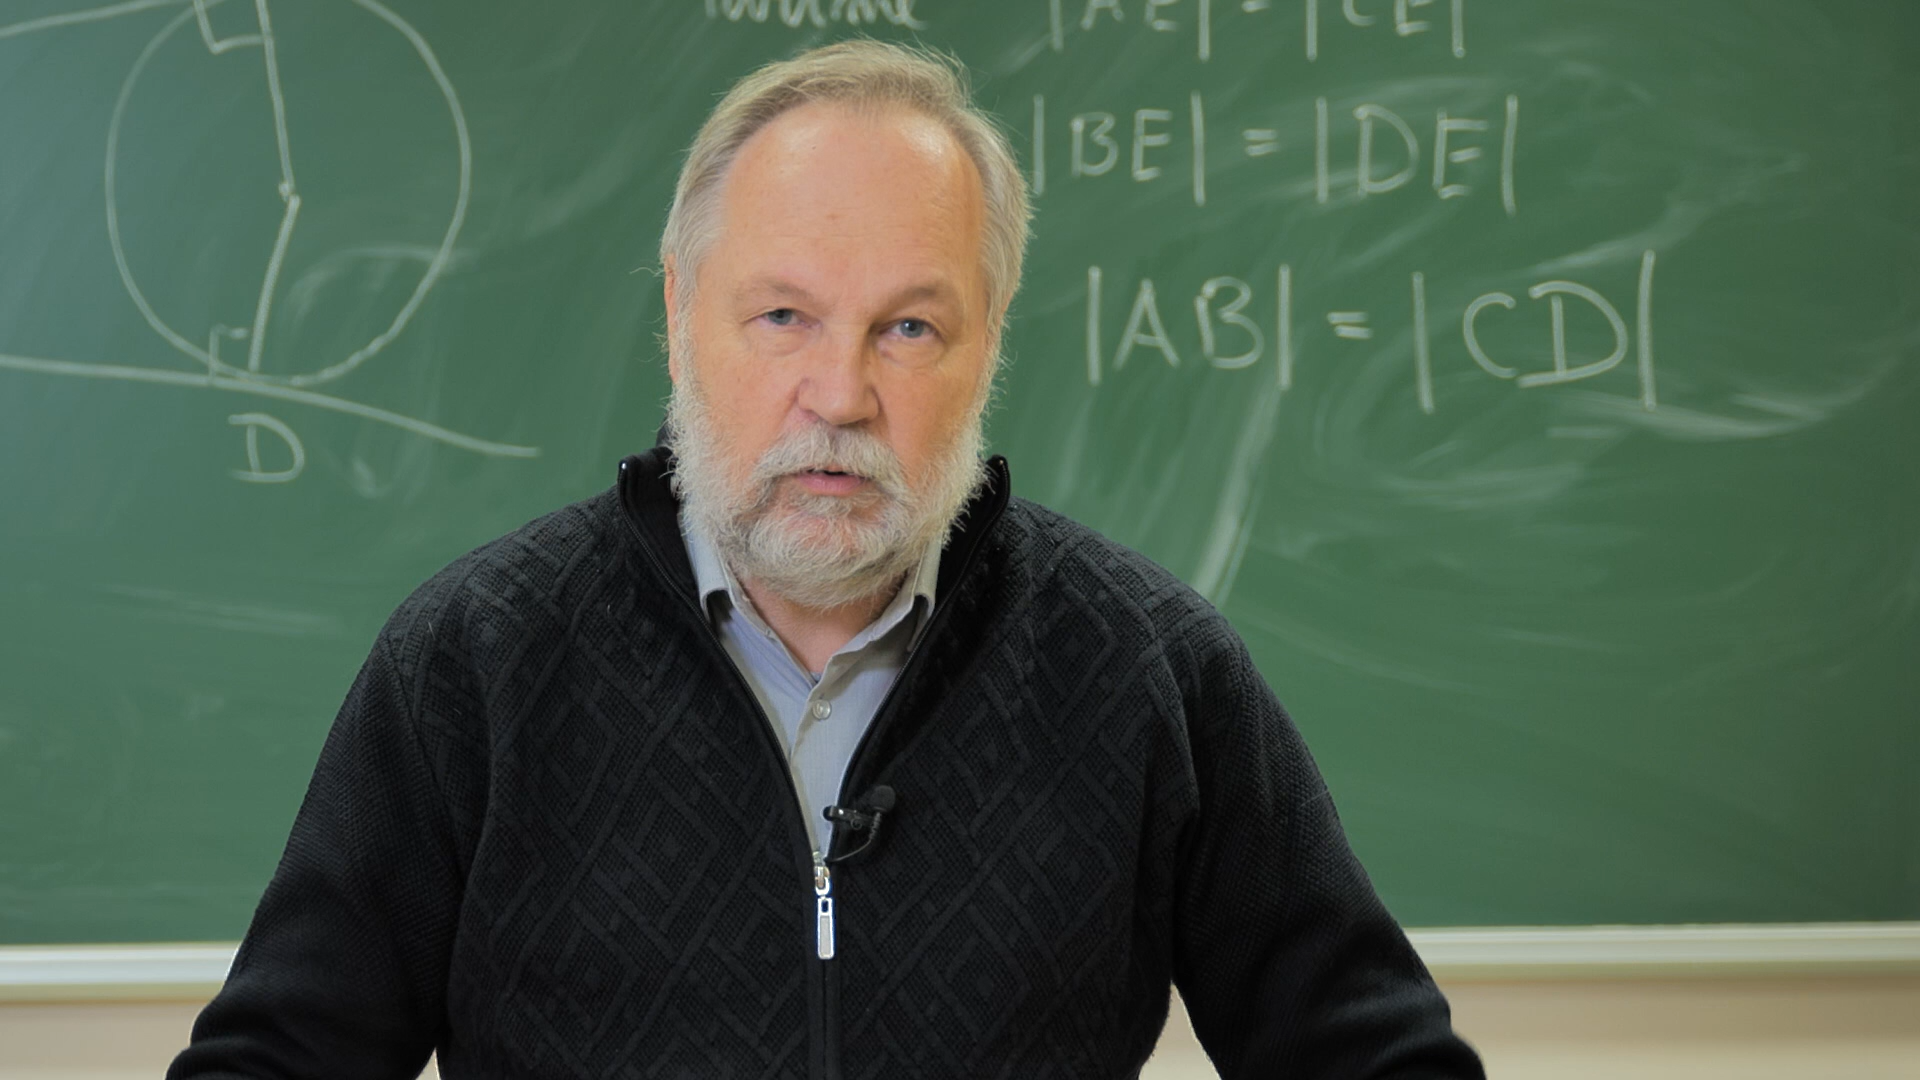 |AE| = |CE|
|BE| = |DE|
|AB| = |CD|
D